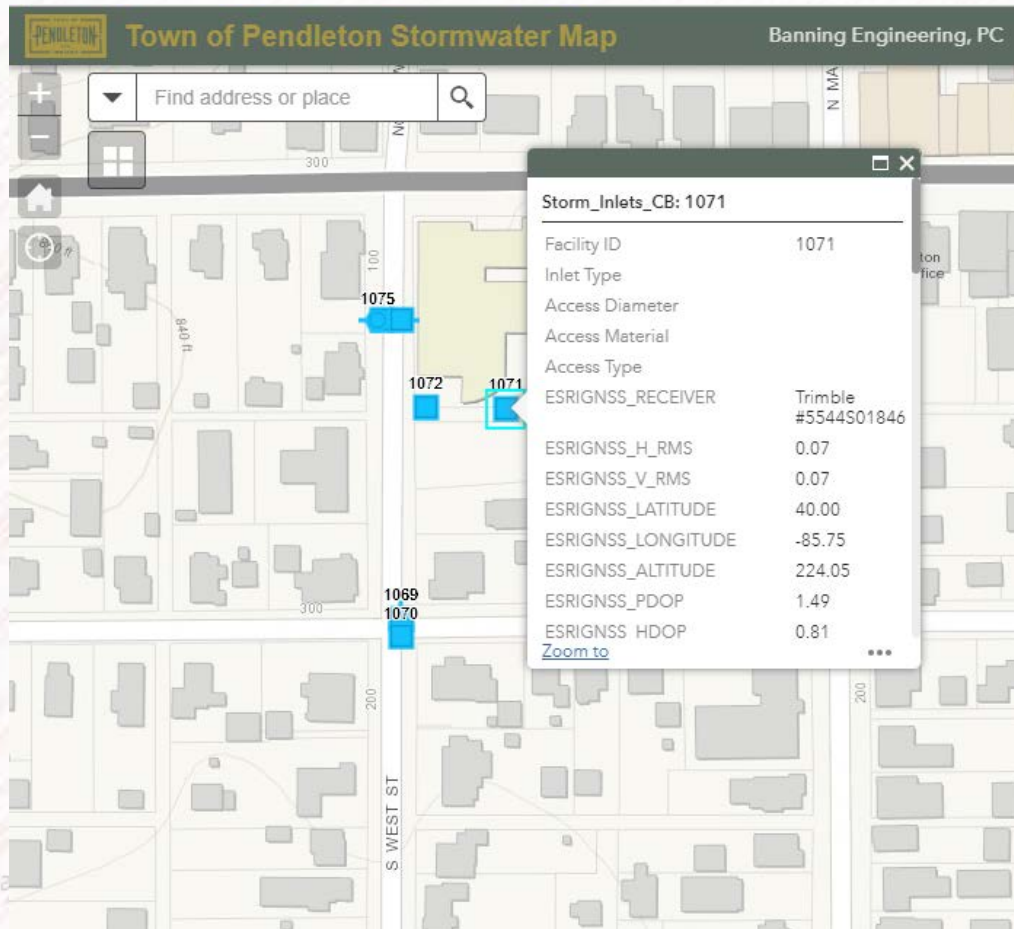 PENDLETON
Town of Pendleton Stormwater Map
Banning Engineering, PC
Find address or place
N MA
300
Storm_Inlets_CB: 1071
Facility ID 1071
Inlet Type
Access Diameter
Access Material
Access Type
ESRIGNSS_RECEIVER Trimble
#5544S01846
ESRIGNSS_H_RMS 0.07
ESRIGNSS_V_RMS 0.07
ESRIGNSS_LATITUDE 40.00
ESRIGNSS_LONGITUDE -85.75
ESRIGNSS_ALTITUDE 224.05
ESRIGNSS_PDOP 1.49
ESRIGNSS_HDOP 0.81
Zoom to
ton
fice
100
840 ft
1075
1072
1071
1069
1070
300
200
200
S WEST ST